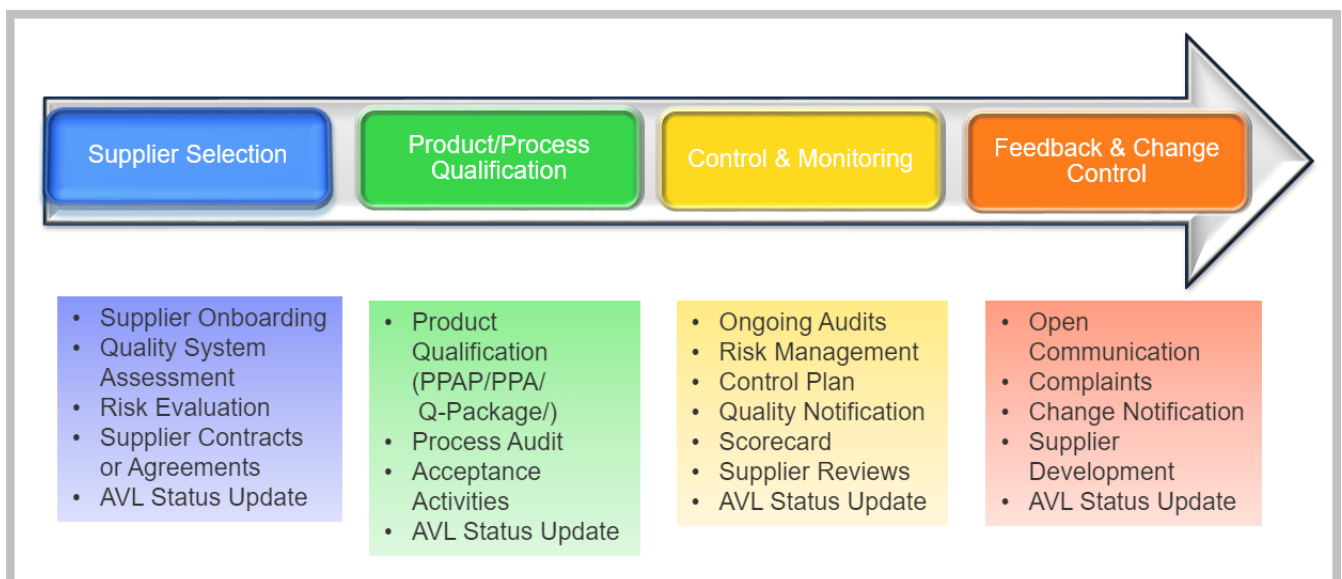 Supplier Selection
Product/Process
Qualification
Control & Monitoring
Feedback & Change
Control
• Supplier Onboarding
• Quality System
Assessment
• Risk Evaluation
• Supplier Contracts
or Agreements
• AVL Status Update
• Product
Qualification
(PPAP/PPA/
Q-Package/)
• Process Audit
• Acceptance
Activities
• AVL Status Update
• Ongoing Audits
• Risk Management
• Control Plan
• Quality Notification
• Scorecard
• Supplier Reviews
• AVL Status Update
• Open
Communication
• Complaints
• Change Notification
• Supplier
Development
• AVL Status Update